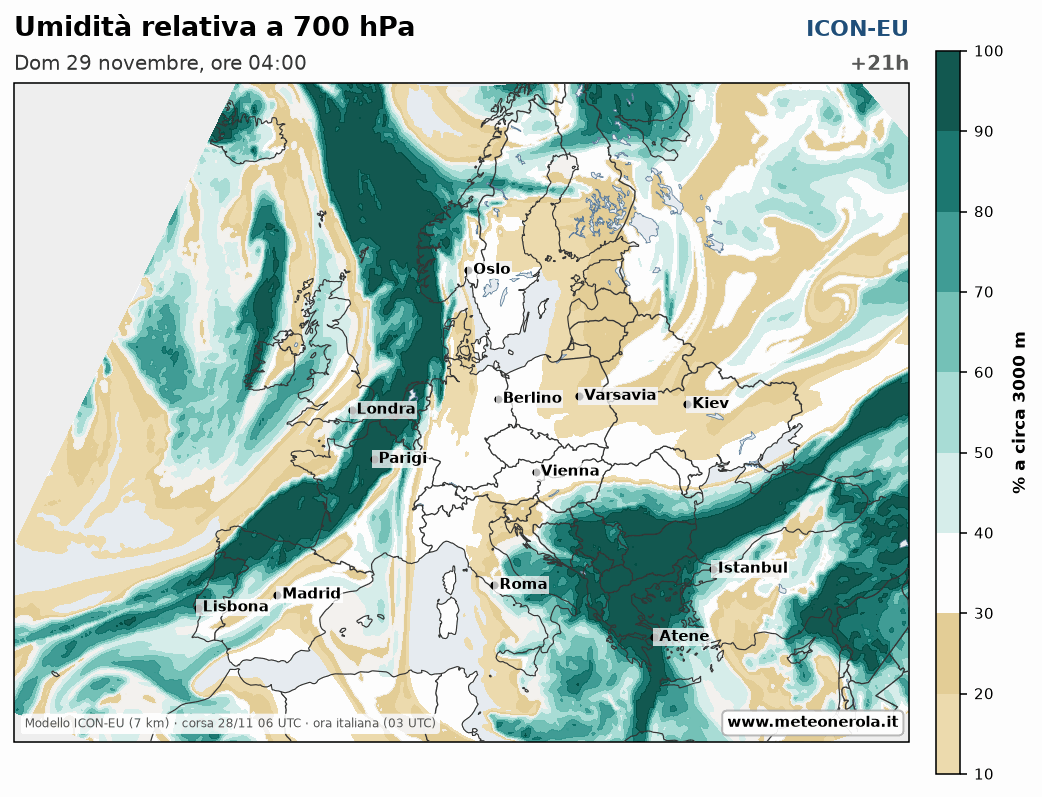 Umidità relativa a 700 hPa
ICON-EU
Dom 29 novembre, ore 04:00
+21h
100
90
80
70
60
50
40
30
20
10
% a circa 3000 m
Oslo
Berlino
Varsavia
Kiev
Londra
Parigi
Vienna
Istanbul
Roma
Madrid
Lisbona
Atene
Modello ICON-EU (7 km) · corsa 28/11 06 UTC · ora italiana (03 UTC)
www.meteonerola.it